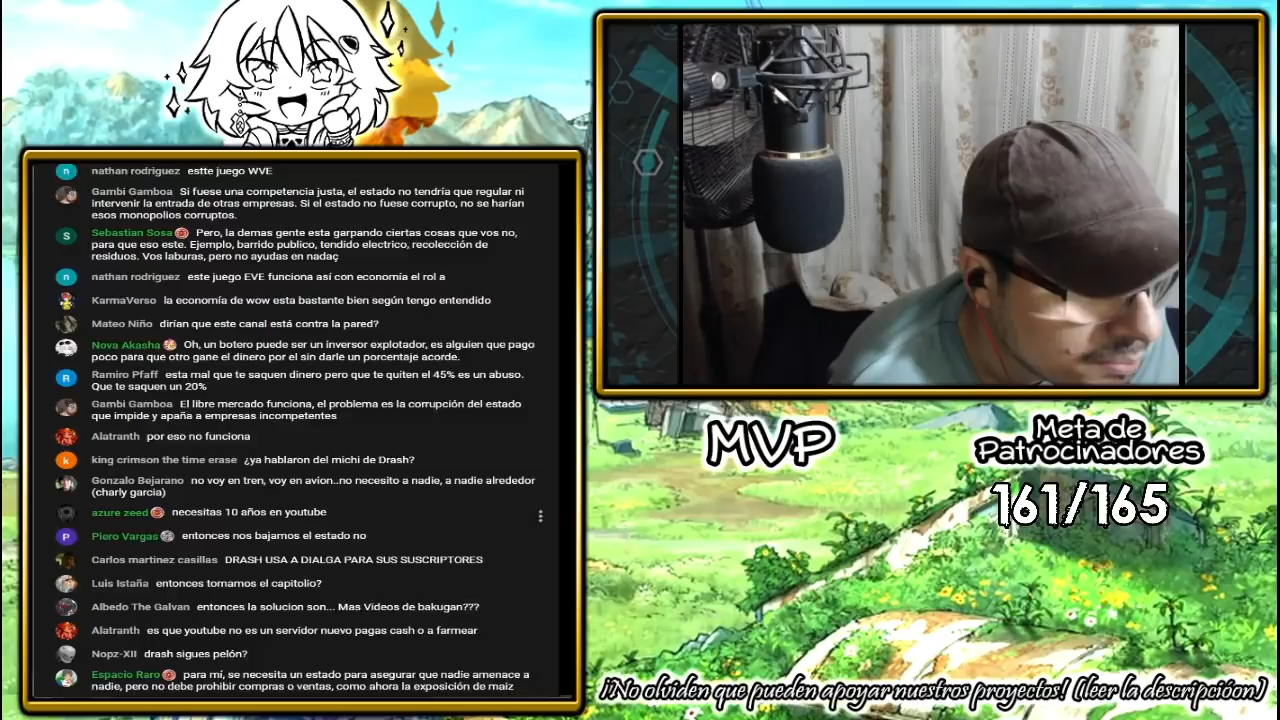 nathan rodriguez estte juego WVE
Gambi Gamboa Si fuese una competencia justa, el estado no tendría que regular ni
intervenir la entrada de otras empresas. Si el estado no fuese corrupto, no se harían
esos monopolios corruptos.
Sebastian Sosa Pero, la demas gente esta garpando ciertas cosas que vos no,
para que eso este. Ejemplo, barrido publico, tendido electrico, recolección de
residuos. Vos laburas, pero no ayudas en nadaç
nathan rodriguez este juego EVE funciona así con economía el rol a
KarmaVerso la economía de wow esta bastante bien según tengo entendido
Mateo Niño dirían que este canal está contra la pared?
Nova Akasha Oh, un botero puede ser un inversor explotador, es alguien que pago
poco para que otro gane el dinero por el sin darle un porcentaje acorde.
Ramiro Pfaff esta mal que te saquen dinero pero que te quiten el 45% es un abuso.
Que te saquen un 20%
Gambi Gamboa El libre mercado funciona, el problema es la corrupción del estado
que impide y apaña a empresas incompetentes
Alatranth por eso no funciona
king crimson the time erase ¿ya hablaron del michi de Drash?
Gonzalo Bejarano no voy en tren, voy en avion..no necesito a nadie, a nadie alrededor
(charly garcia)
azure zeed necesitas 10 años en youtube
Piero Vargas entonces nos bajamos el estado no
Carlos martinez casillas DRASH USA A DIALGA PARA SUS SUSCRIPTORES
Luis Istaña entonces tomamos el capitolio?
Albedo The Galvan entonces la solucion son... Mas Videos de bakugan???
Alatranth es que youtube no es un servidor nuevo pagas cash o a farmear
Nopz-XII drash sigues pelón?
Espacio Raro para mí, se necesita un estado para asegurar que nadie amenace a
nadie, pero no debe prohibir compras o ventas, como ahora la exposición de maiz
MVP
Meta de
Patrocinadores
161/165
¡¡No olviden que pueden apoyar nuestros proyectos! (leer la descripcióon)